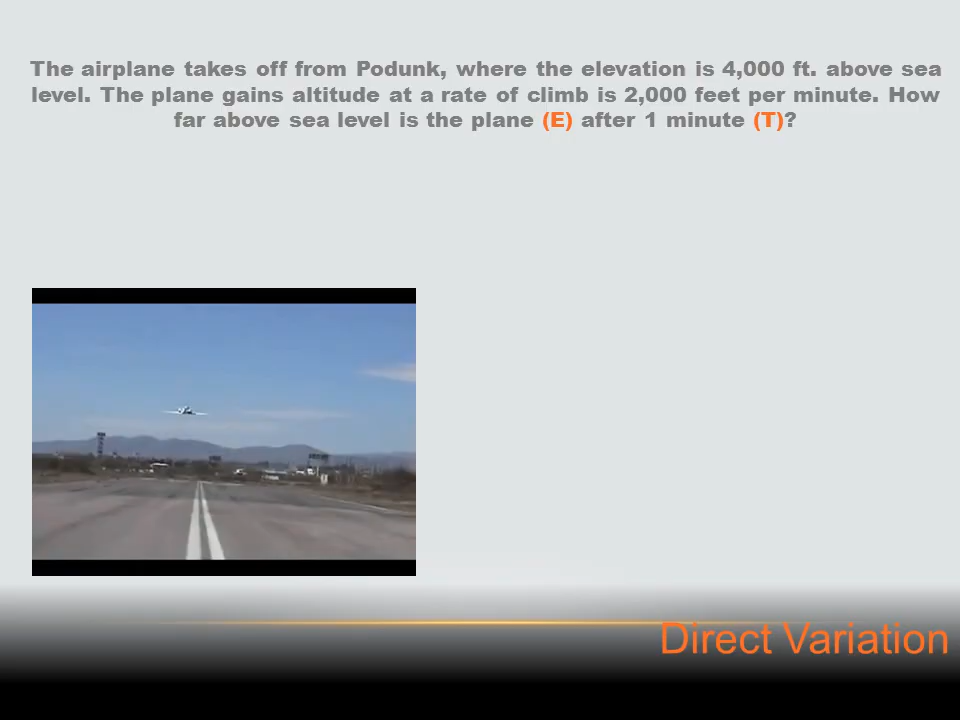 The airplane takes off from Podunk, where the elevation is 4,000 ft. above sea
level. The plane gains altitude at a rate of climb is 2,000 feet per minute. How
far above sea level is the plane (E) after 1 minute (T)?
Direct Variation